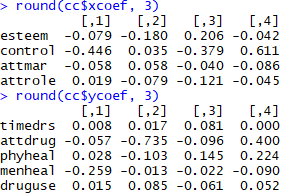 > round(cc$xcoef, 3)
[,1] [,2] [,3] [,4]
esteem -0.079 -0.180 0.206 -0.042
control -0.446 0.035 -0.379 0.611
attmar -0.058 0.058 -0.040 -0.086
attrole 0.019 -0.079 -0.121 -0.045
> round(cc$ycoef, 3)
[,1] [,2] [,3] [,4]
timedrs 0.008 0.017 0.081 0.000
attdrug -0.057 -0.735 -0.096 0.400
phyheal 0.028 -0.103 0.145 0.224
menheal -0.259 -0.013 -0.022 -0.090
druguse 0.015 0.085 -0.061 0.052